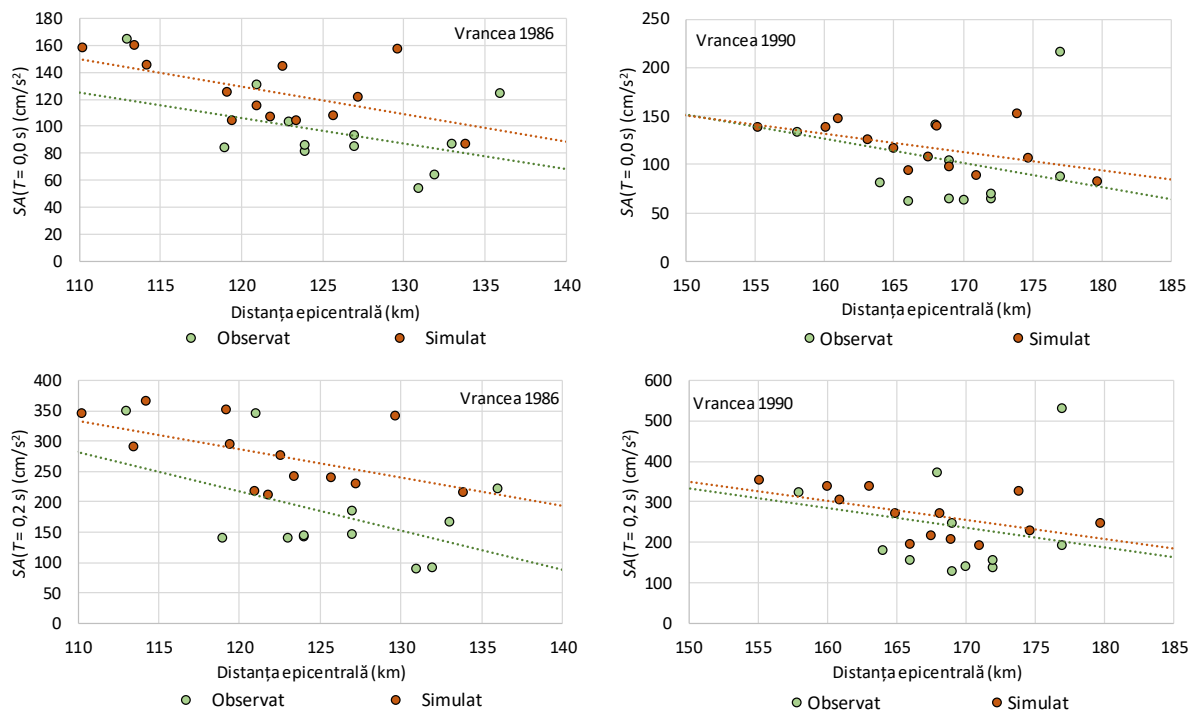 Vrancea 1986
SA(T = 0,0 s) (cm/s²)
180
160
140
120
100
80
60
40
20
0
110 115 120 125 130 135 140
Distanța epicentrală (km)
Observat Simulat
Vrancea 1990
SA(T = 0,0 s) (cm/s²)
250
200
150
100
50
0
150 155 160 165 170 175 180 185
Distanța epicentrală (km)
Observat Simulat
Vrancea 1986
SA(T = 0,2 s) (cm/s²)
400
350
300
250
200
150
100
50
0
110 115 120 125 130 135 140
Distanța epicentrală (km)
Observat Simulat
Vrancea 1990
SA(T = 0,2 s) (cm/s²)
600
500
400
300
200
100
0
150 155 160 165 170 175 180 185
Distanța epicentrală (km)
Observat Simulat